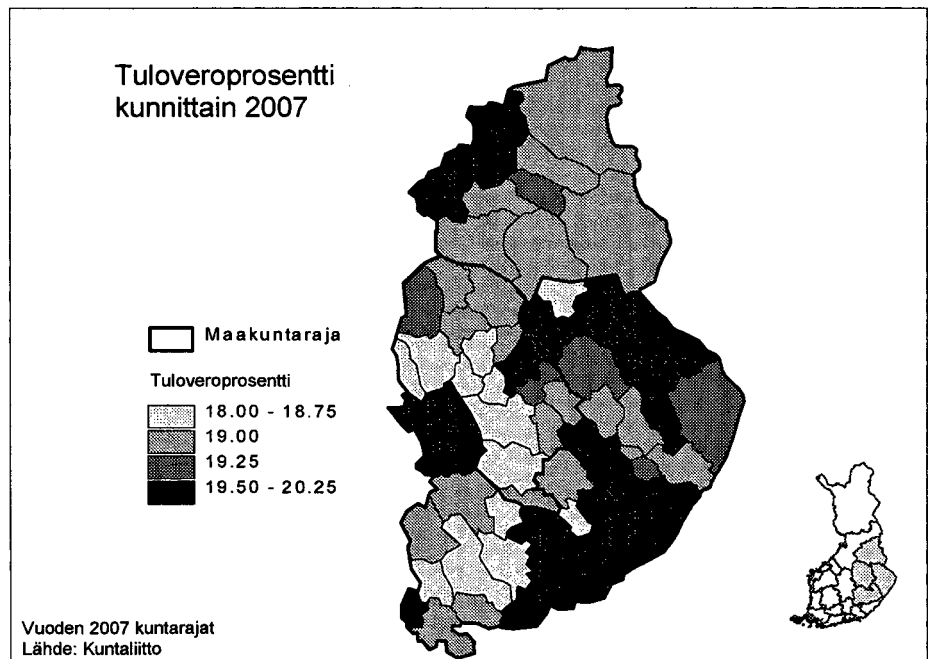 Tuloveroprosentti
kunnittain 2007
Maakuntaraja
Tuloveroprosentti
18.00 - 18.75
19.00
19.25
19.50 - 20.25
Vuoden 2007 kuntarajat
Lähde: Kuntaliitto